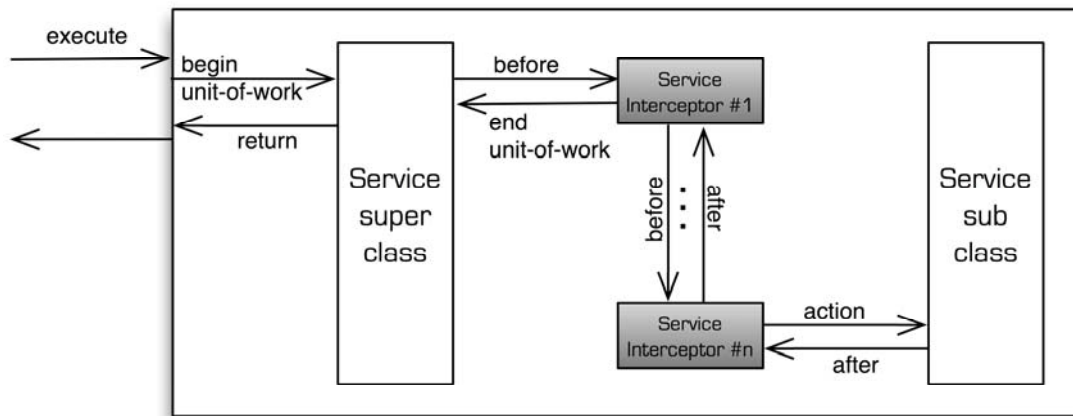 execute
begin
unit-of-work
return
Service
super
class
before
end
unit-of-work
Service
Interceptor #1
before
after
Service
Interceptor #n
action
after
Service
sub
class